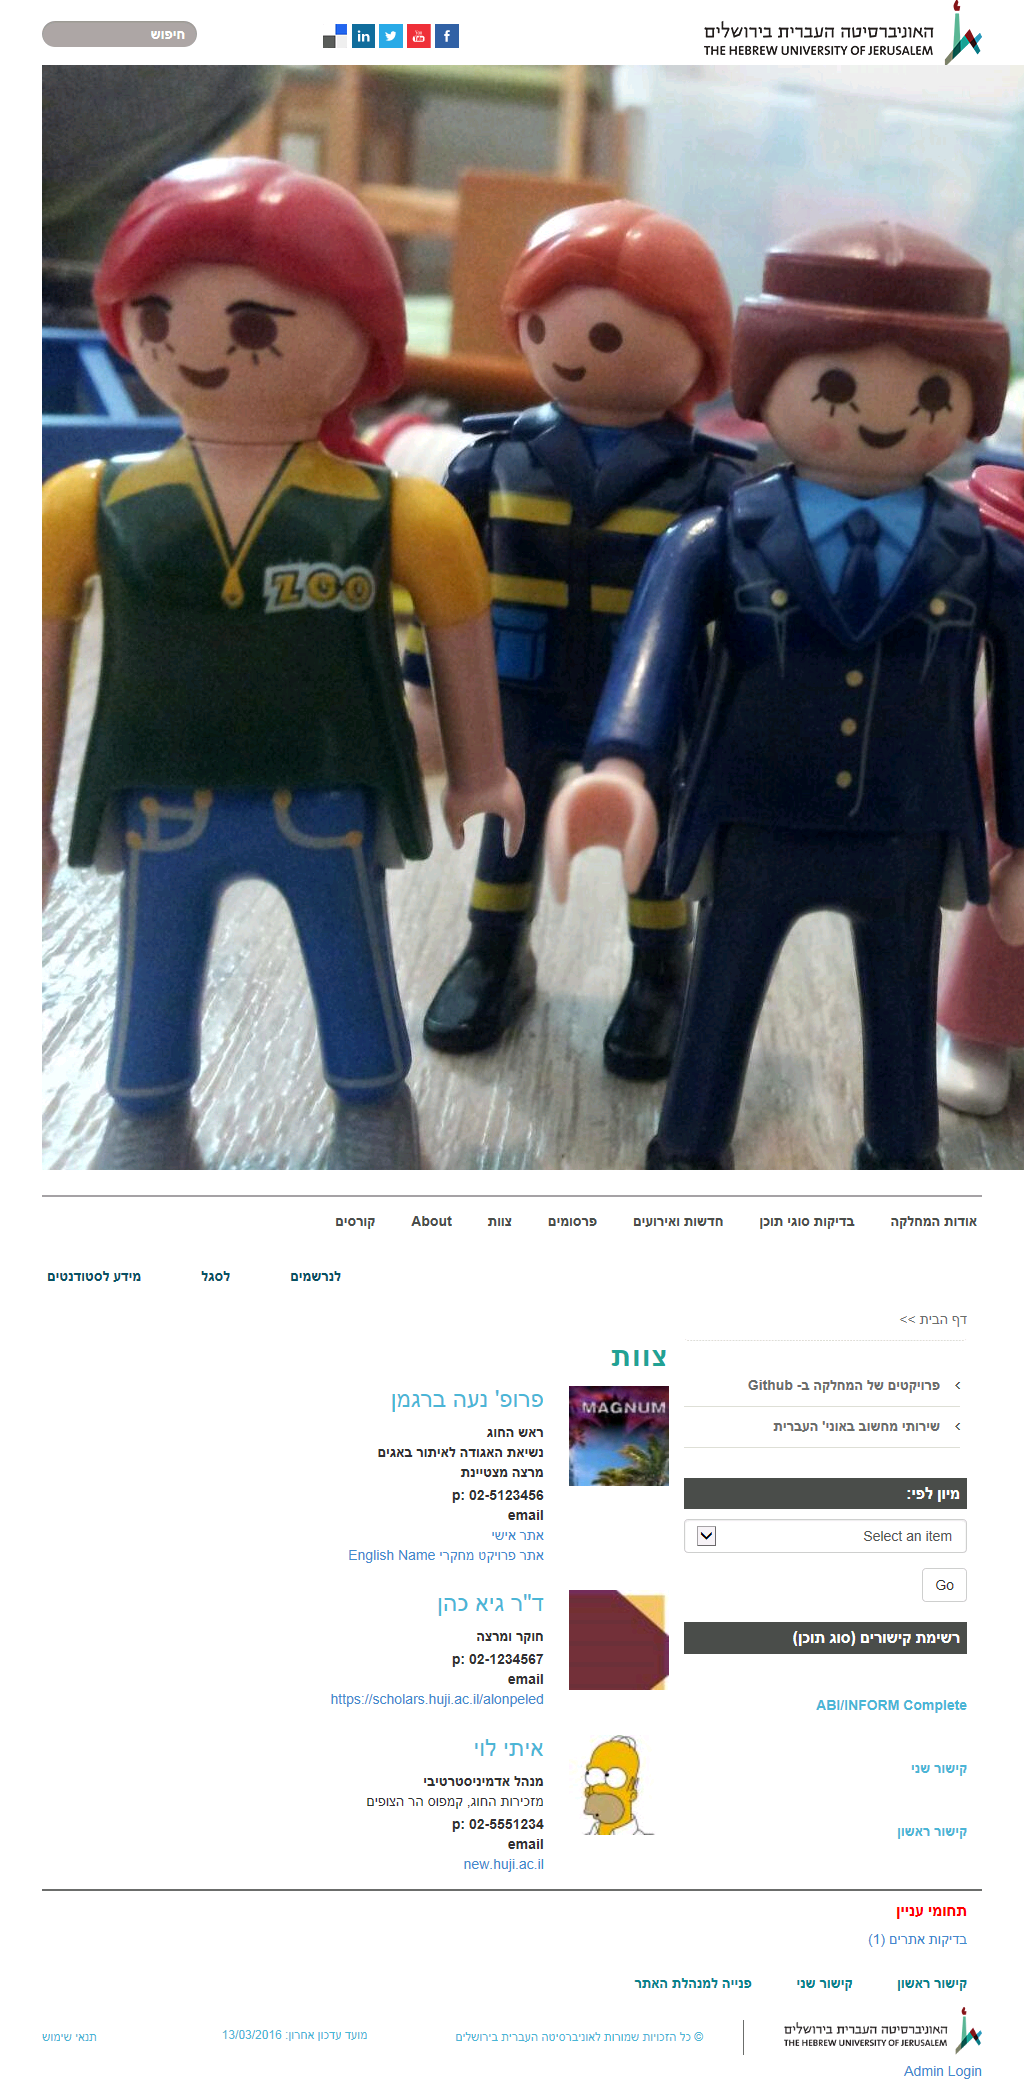 האוניברסיטה העברית בירושלים
THE HEBREW UNIVERSITY OF JERUSALEM
חיפוש
ZOO
אודות המחלקה
בדיקות סוגי תוכן
חדשות ואירועים
פרסומים
צוות
About
קורסים
לנרשמים
לסגל
מידע לסטודנטים
דף הבית >>
פרויקטים של המחלקה ב- Github
שירותי מחשוב באוני' העברית
מיון לפי:
Select an item
Go
רשימת קישורים (סוג תוכן)
ABI/INFORM Complete
קישור שני
קישור ראשון
צוות
MAGNUM
פרופ' נעה ברגמן
ראש החוג
נשיאת האגודה לאיתור באגים
מרצה מצטיינת
p: 02-5123456
email
אתר אישי
אתר פרויקט מחקרי English Name
ד"ר גיא כהן
חוקר ומרצה
p: 02-1234567
email
https://scholars.huji.ac.il/alonpeled
איתי לוי
מנהל אדמיניסטרטיבי
מזכירות החוג, קמפוס הר הצופים
p: 02-5551234
email
new.huji.ac.il
תחומי עניין
בדיקות אתרים (1)
קישור ראשון
קישור שני
פנייה למנהלת האתר
האוניברסיטה העברית בירושלים
THE HEBREW UNIVERSITY OF JERUSALEM
© כל הזכויות שמורות לאוניברסיטה העברית בירושלים
מועד עדכון אחרון: 13/03/2016
תנאי שימוש
Admin Login